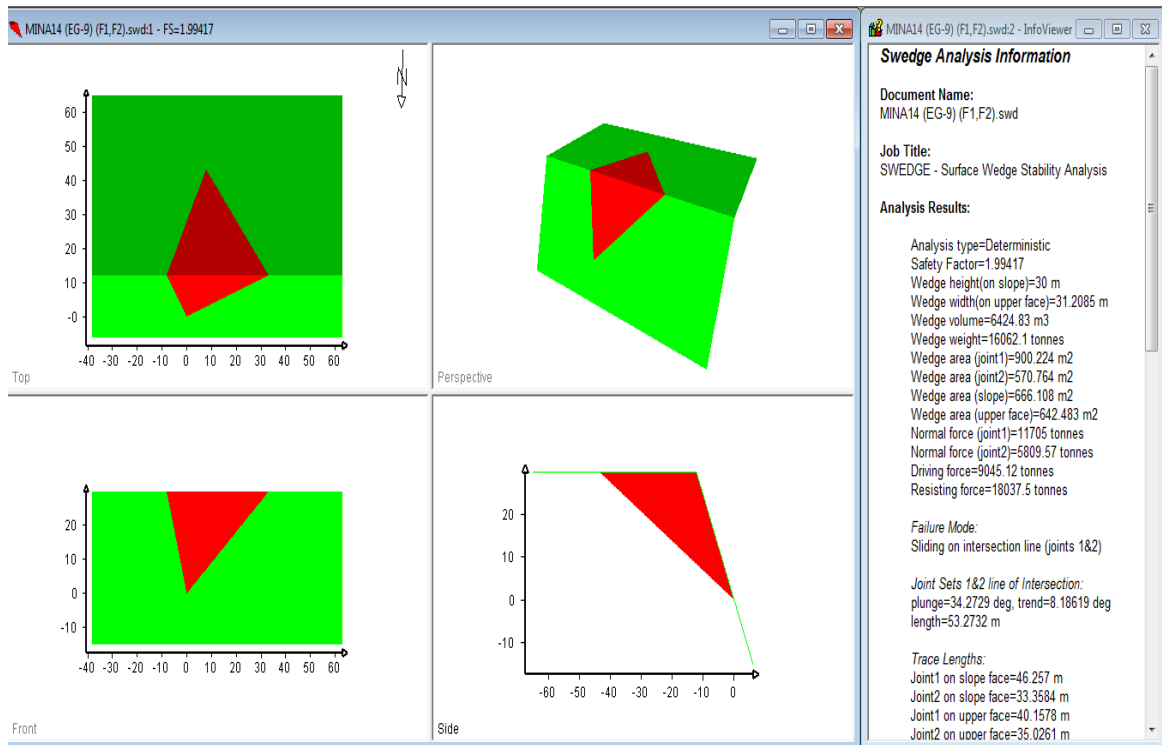 MINA14 (EG-9) (F1,F2).swd:1 - FS=1.99417
N
60
50
40
30
20
10
-0
-40 -30 -20 -10 0 10 20 30 40 50 60
Top
Perspective
20
10
0
-10
-40 -30 -20 -10 0 10 20 30 40 50 60
Front
20
10
0
-10
-60 -50 -40 -30 -20 -10 0
Side
MINA14 (EG-9) (F1,F2).swd:2 - InfoViewer
Swedge Analysis Information
Document Name:
MINA14 (EG-9) (F1,F2).swd
Job Title:
SWEDGE - Surface Wedge Stability Analysis
Analysis Results:
Analysis type=Deterministic
Safety Factor=1.99417
Wedge height(on slope)=30 m
Wedge width(on upper face)=31.2085 m
Wedge volume=6424.83 m3
Wedge weight=16062.1 tonnes
Wedge area (joint1)=900.224 m2
Wedge area (joint2)=570.764 m2
Wedge area (slope)=666.108 m2
Wedge area (upper face)=642.483 m2
Normal force (joint1)=11705 tonnes
Normal force (joint2)=5809.57 tonnes
Driving force=9045.12 tonnes
Resisting force=18037.5 tonnes
Failure Mode:
Sliding on intersection line (joints 1&2)
Joint Sets 1&2 line of Intersection:
plunge=34.2729 deg, trend=8.18619 deg
length=53.2732 m
Trace Lengths:
Joint1 on slope face=46.257 m
Joint2 on slope face=33.3584 m
Joint1 on upper face=40.1578 m
Joint2 on upper face=35.0261 m